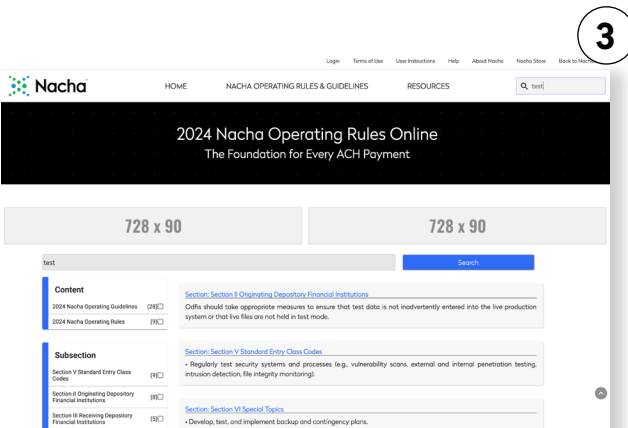 3
Login Terms of Use User Instructions Help About Nacha Nacha Store Back to Nacha
Nacha
HOME NACHA OPERATING RULES & GUIDELINES RESOURCES
test
2024 Nacha Operating Rules Online
The Foundation for Every ACH Payment
728 x 90 728 x 90
test
Search
Content
2024 Nacha Operating Guidelines (28)
2024 Nacha Operating Rules (9)
Subsection
Section V Standard Entry Class
Codes (9)
Section II Originating Depository
Financial Institutions (8)
Section III Receiving Depository
Financial Institutions (5)
Section: Section II Originating Depository Financial Institutions
Odfis should take appropriate measures to ensure that test data is not inadvertently entered into the live production
system or that live files are not held in test mode.
Section: Section V Standard Entry Class Codes
• Regularly test security systems and processes (e.g., vulnerability scans, external and internal penetration testing,
intrusion detection, file integrity monitoring).
Section: Section VI Special Topics
• Develop, test, and implement backup and contingency plans.